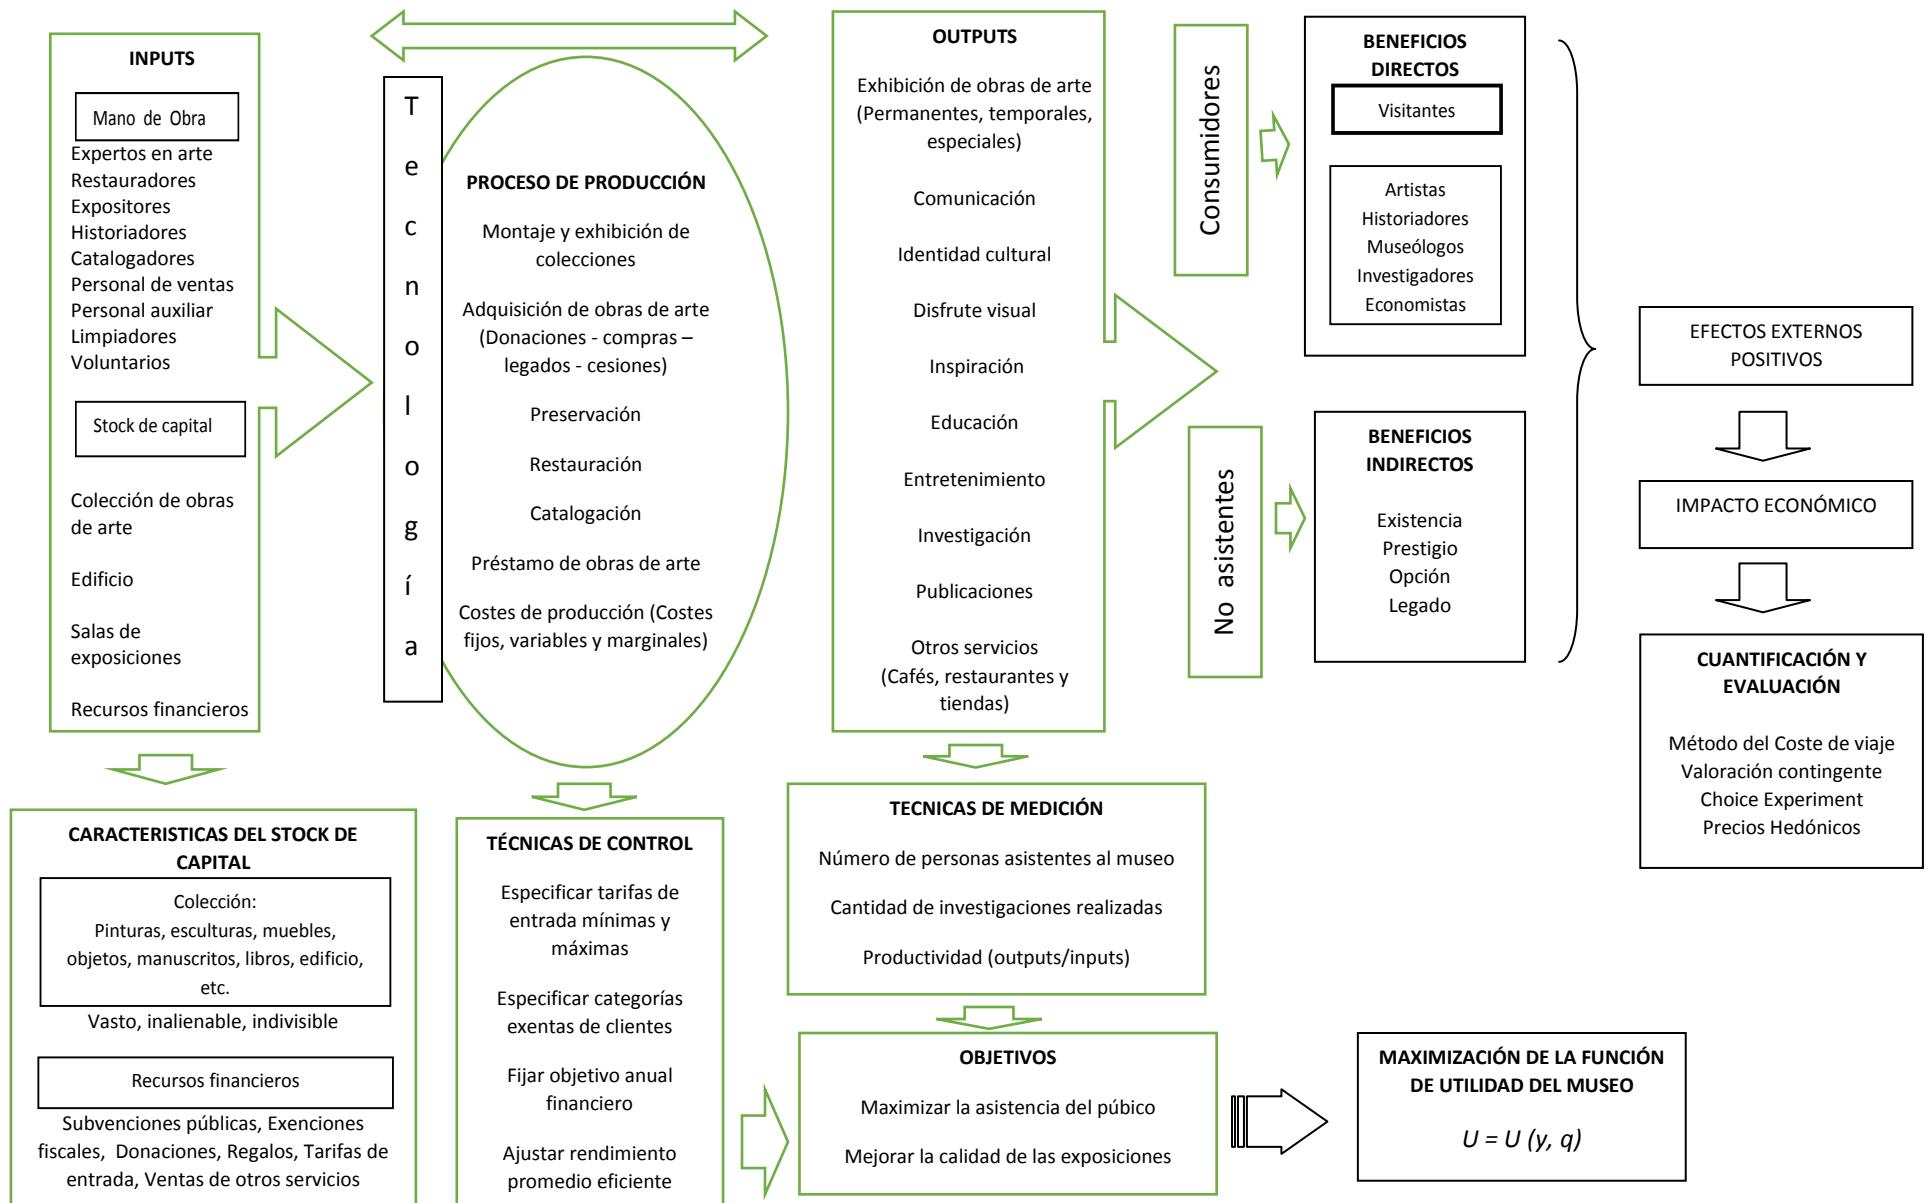 INPUTS
Mano de Obra
Expertos en arte
Restauradores
Expositores
Historiadores
Catalogadores
Personal de ventas
Personal auxiliar
Limpiadores
Voluntarios
Stock de capital
Colección de obras
de arte
Edificio
Salas de
exposiciones
Recursos financieros
Tecnología
PROCESO DE PRODUCCIÓN
Montaje y exhibición de
colecciones
Adquisición de obras de arte
(Donaciones - compras –
legados - cesiones)
Preservación
Restauración
Catalogación
Préstamo de obras de arte
Costes de producción (Costes
fijos, variables y marginales)
OUTPUTS
Exhibición de obras de arte
(Permanentes, temporales,
especiales)
Comunicación
Identidad cultural
Disfrute visual
Inspiración
Educación
Entretenimiento
Investigación
Publicaciones
Otros servicios
(Cafés, restaurantes y
tiendas)
Consumidores
No asistentes
BENEFICIOS
DIRECTOS
Visitantes
Artistas
Historiadores
Museólogos
Investigadores
Economistas
BENEFICIOS
INDIRECTOS
Existencia
Prestigio
Opción
Legado
EFECTOS EXTERNOS
POSITIVOS
IMPACTO ECONÓMICO
CUANTIFICACIÓN Y
EVALUACIÓN
Método del Coste de viaje
Valoración contingente
Choice Experiment
Precios Hedónicos
CARACTERISTICAS DEL STOCK DE
CAPITAL
Colección:
Pinturas, esculturas, muebles,
objetos, manuscritos, libros, edificio,
etc.
Vasto, inalienable, indivisible
Recursos financieros
Subvenciones públicas, Exenciones
fiscales, Donaciones, Regalos, Tarifas de
entrada, Ventas de otros servicios
TÉCNICAS DE CONTROL
Especificar tarifas de
entrada mínimas y
máximas
Especificar categorías
exentas de clientes
Fijar objetivo anual
financiero
Ajustar rendimiento
promedio eficiente
TECNICAS DE MEDICIÓN
Número de personas asistentes al museo
Cantidad de investigaciones realizadas
Productividad (outputs/inputs)
OBJETIVOS
Maximizar la asistencia del púbico
Mejorar la calidad de las exposiciones
MAXIMIZACIÓN DE LA FUNCIÓN
DE UTILIDAD DEL MUSEO
U = U (y, q)